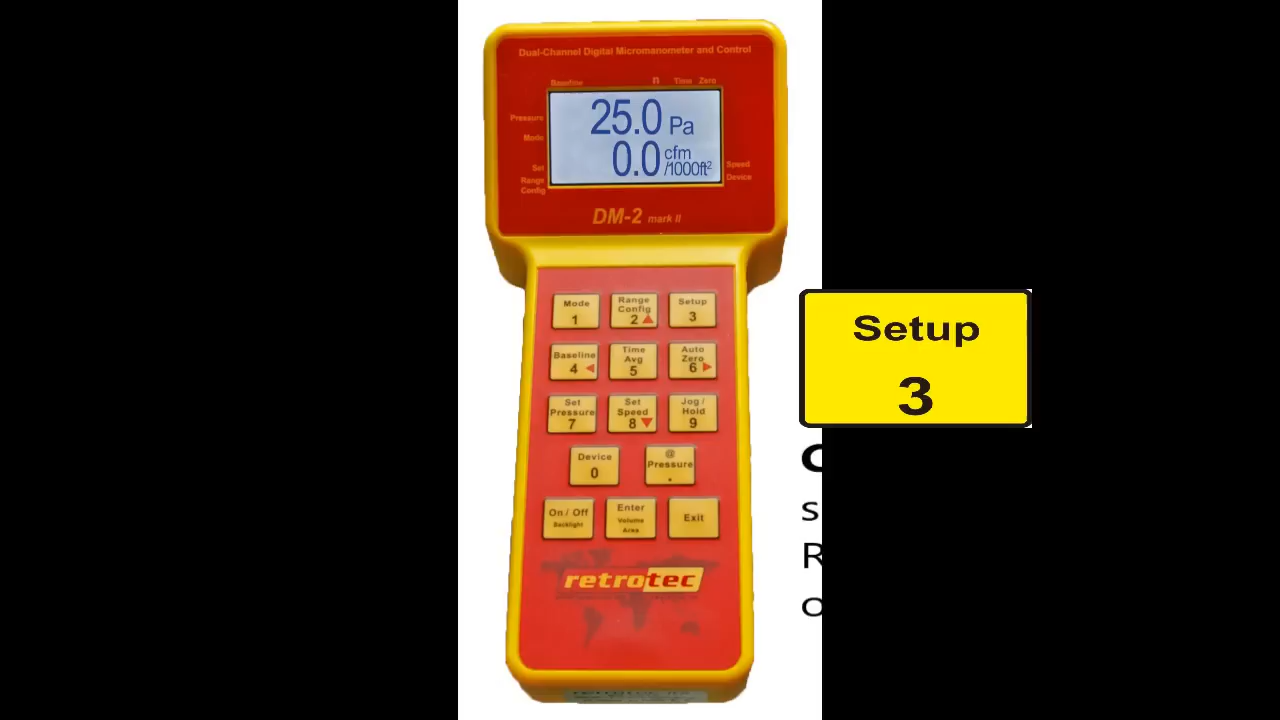 Dual-Channel Digital Micromanometer and Control
Baseline n Time Zero
Pressure
Mode
Set
Range
Config
25.0 Pa
0.0 cfm
/1000ft²
Speed
Device
DM-2 mark II
Mode
1
Range
Config
2
Setup
3
Baseline
4
Time
Avg
5
Auto
Zero
6
Set
Pressure
7
Set
Speed
8
Jog /
Hold
9
Device
0
@
Pressure
.
On / Off
Backlight
Enter
Volume
Area
Exit
retrotec
Setup
3
s
R